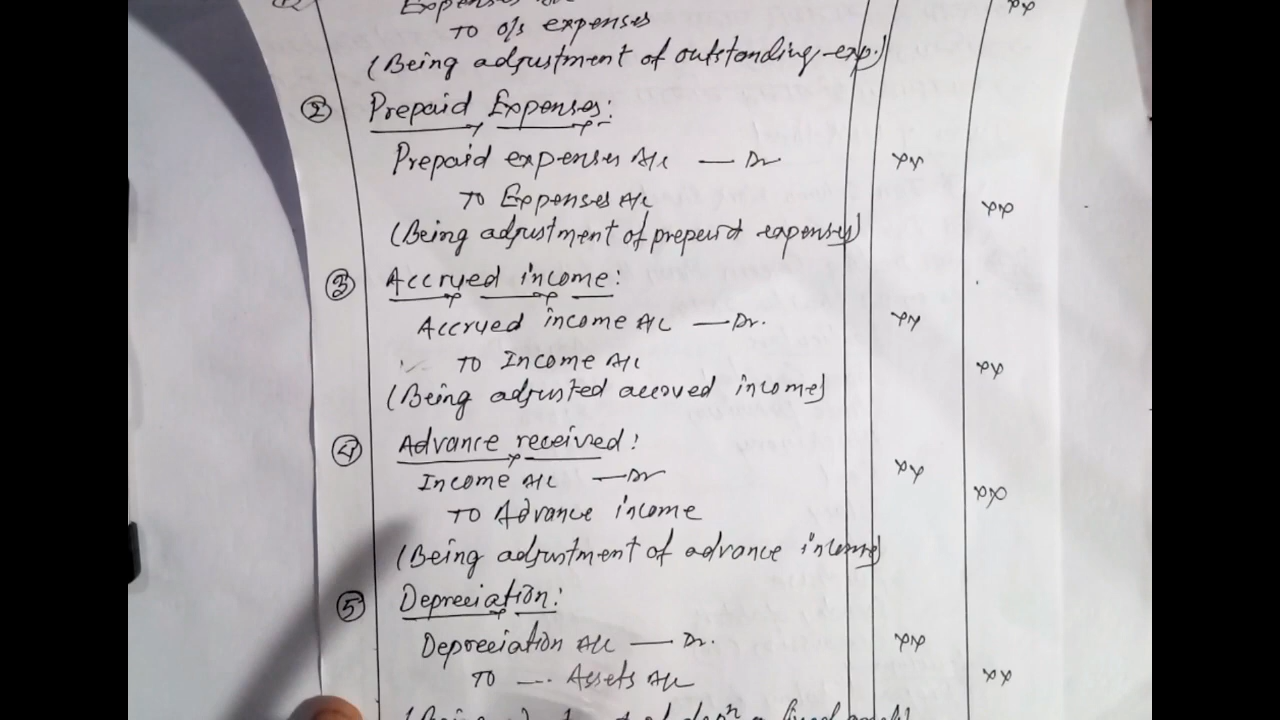 Expenses
To o/s expenses
(Being adjustment of outstanding exp.)
② Prepaid Expenses:
Prepaid expenses A/c — Dr xx
To Expenses A/c xx
(Being adjustment of prepaid expenses)
③ Accrued income:
Accrued income A/c — Dr. xx
To Income A/c xx
(Being adjusted accrued income)
④ Advance received:
Income A/c — Dr xx
To Advance income xx
(Being adjustment of advance income)
⑤ Depreciation:
Depreciation A/c — Dr. xx
To —.. Assets A/c xx